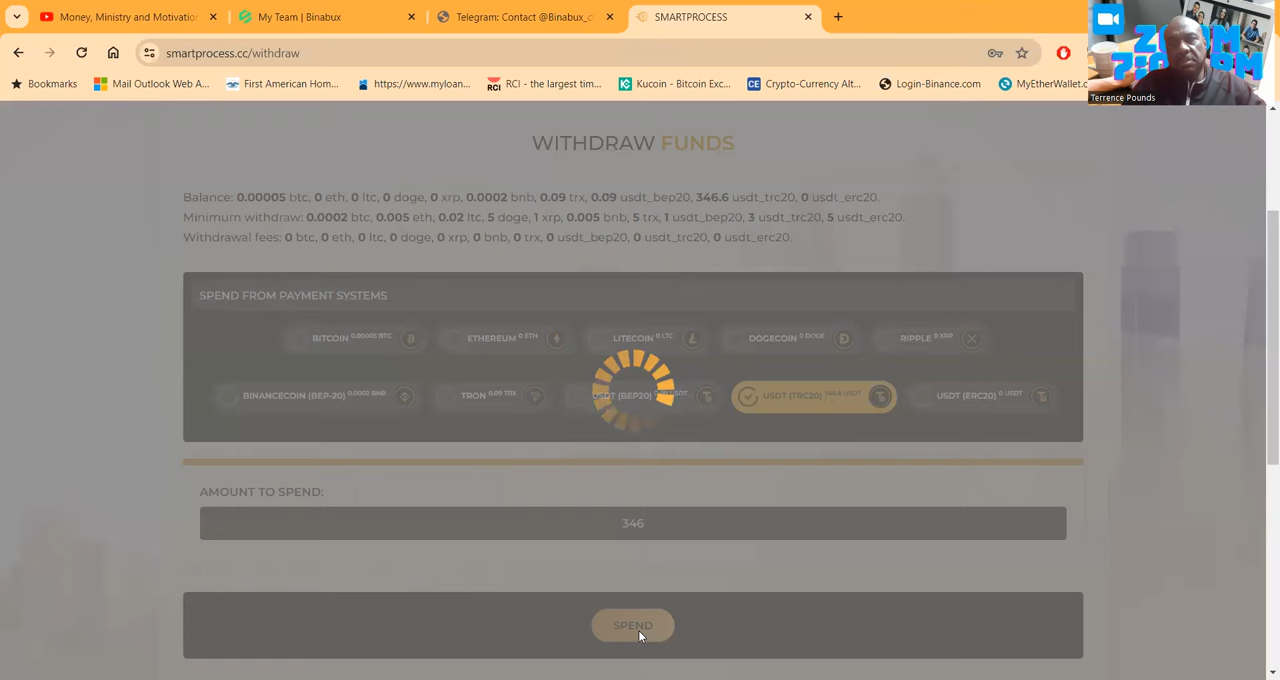 Money, Ministry and Motivation
My Team | Binabux
Telegram: Contact @Binabux_c
SMARTPROCESS
smartprocess.cc/withdraw
Bookmarks
Mail Outlook Web A...
First American Hom...
https://www.myloan...
RCI - the largest tim...
Kucoin - Bitcoin Exc...
Crypto-Currency Alt...
Login-Binance.com
MyEtherWallet.c
Terrence Pounds
WITHDRAW FUNDS
Balance: 0.00005 btc, 0 eth, 0 ltc, 0 doge, 0 xrp, 0.0002 bnb, 0.09 trx, 0.09 usdt_bep20, 346.6 usdt_trc20, 0 usdt_erc20.
Minimum withdraw: 0.0002 btc, 0.005 eth, 0.02 ltc, 5 doge, 1 xrp, 0.005 bnb, 5 trx, 1 usdt_bep20, 3 usdt_trc20, 5 usdt_erc20.
Withdrawal fees: 0 btc, 0 eth, 0 ltc, 0 doge, 0 xrp, 0 bnb, 0 trx, 0 usdt_bep20, 0 usdt_trc20, 0 usdt_erc20.
SPEND FROM PAYMENT SYSTEMS
BITCOIN 0.00005 BTC
ETHEREUM 0 ETH
LITECOIN 0 LTC
DOGECOIN 0 DOGE
RIPPLE 0 XRP
BINANCECOIN (BEP-20) 0.0002 BNB
TRON 0.09 TRX
USDT (BEP20) USDT
USDT (TRC20) 346.6 USDT
USDT (ERC20) 0 USDT
AMOUNT TO SPEND:
346
SPEND